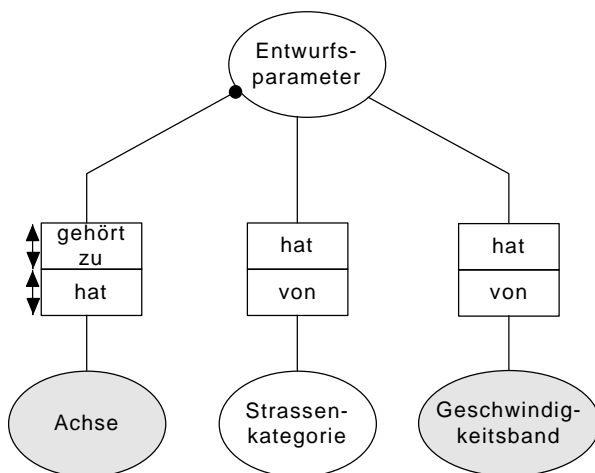 Entwurfs-
parameter
gehört
zu
hat
hat
von
hat
von
Achse
Strassen-
kategorie
Geschwindig-
keitsband